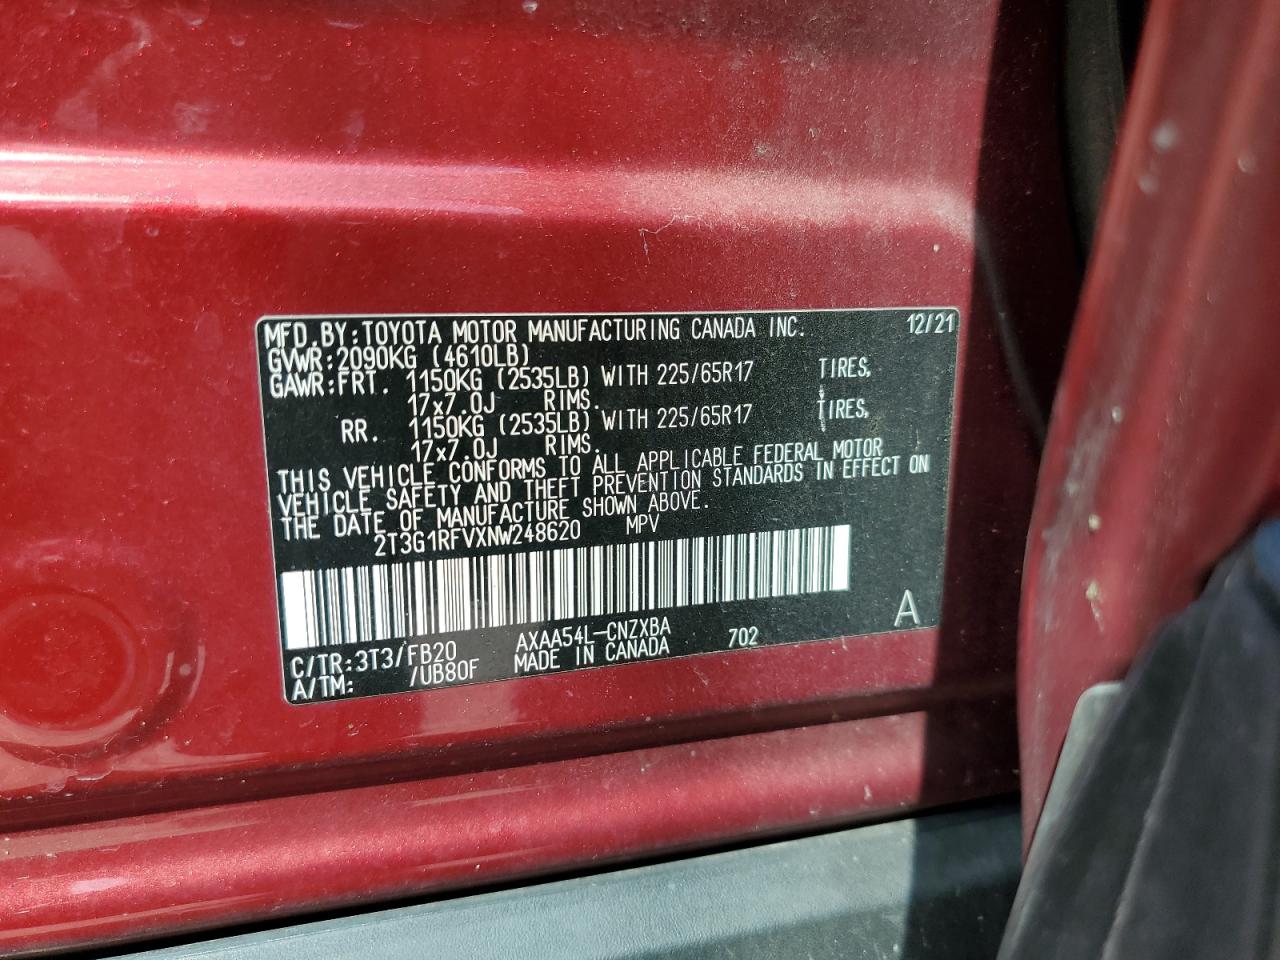 MFD.BY:TOYOTA MOTOR MANUFACTURING CANADA INC. 12/21
GVWR:2090KG (4610LB)
GAWR:FRT. 1150KG (2535LB) WITH 225/65R17 TIRES,
17x7.0J RIMS.
RR. 1150KG (2535LB) WITH 225/65R17 TIRES,
17x7.0J RIMS.
THIS VEHICLE CONFORMS TO ALL APPLICABLE FEDERAL MOTOR
VEHICLE SAFETY AND THEFT PREVENTION STANDARDS IN EFFECT ON
THE DATE OF MANUFACTURE SHOWN ABOVE.
2T3G1RFVXNW248620 MPV
A
C/TR:3T3/FB20 AXAA54L-CNZXBA 702
A/TM: /UB80F MADE IN CANADA